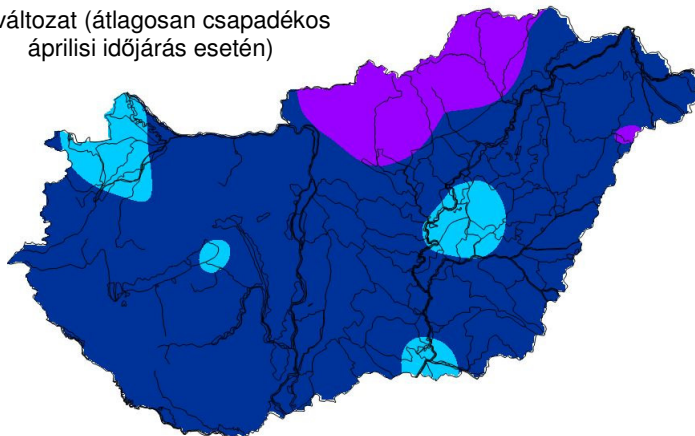 változat (átlagosan csapadékos
áprilisi időjárás esetén)